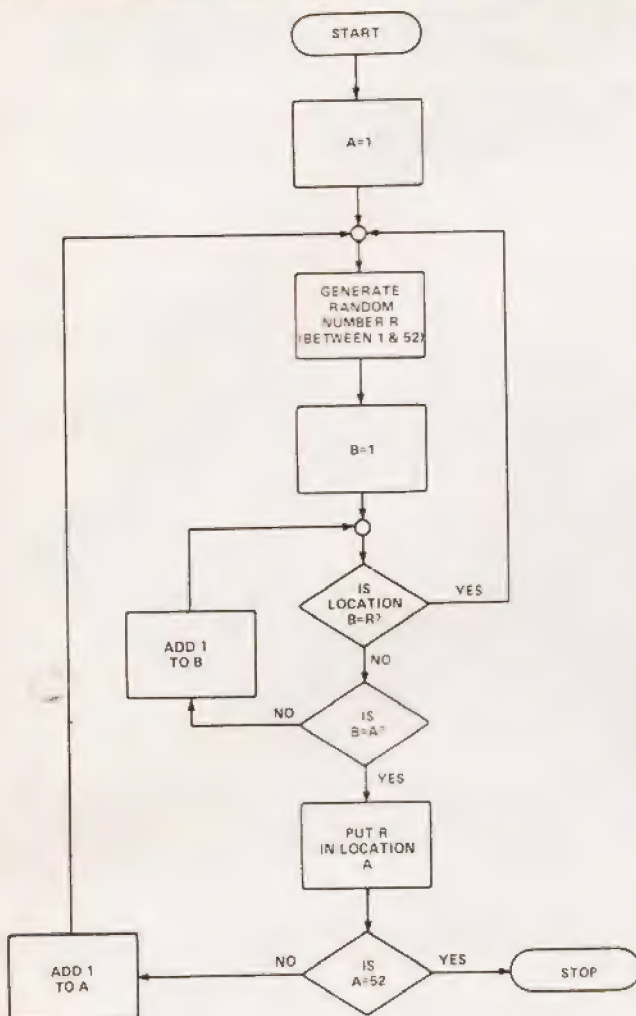 START
A=1
GENERATE
RANDOM
NUMBER R
(BETWEEN 1 & 52)
B=1
IS
LOCATION
B=R?
YES
ADD 1
TO B
NO
IS
B=A?
NO
YES
PUT R
IN LOCATION
A
IS
A=52
NO
YES
ADD 1
TO A
STOP